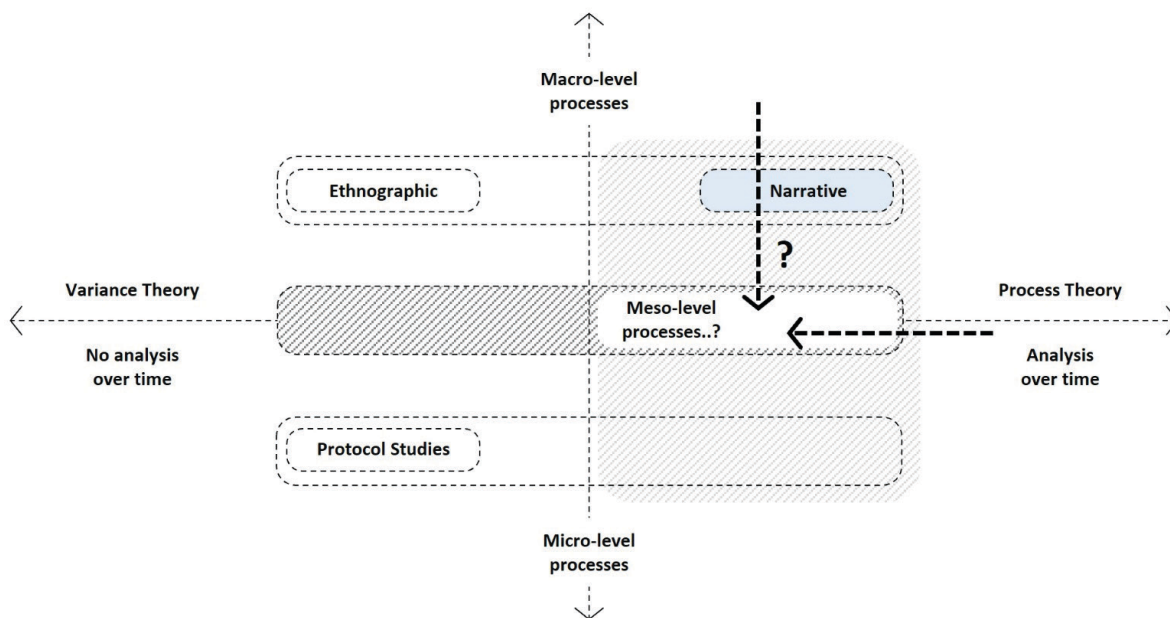 Macro-level
processes
Ethnographic
Narrative
?
Variance Theory
Meso-level
processes..?
Process Theory
No analysis
over time
Analysis
over time
Protocol Studies
Micro-level
processes